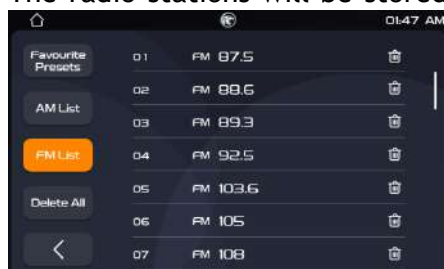 The radio stations will be stored
01:47 AM
Favourite
Presets
AM List
FM List
Delete All
01 FM 87.5
02 FM 88.6
03 FM 89.3
04 FM 92.5
05 FM 103.6
06 FM 105
07 FM 108